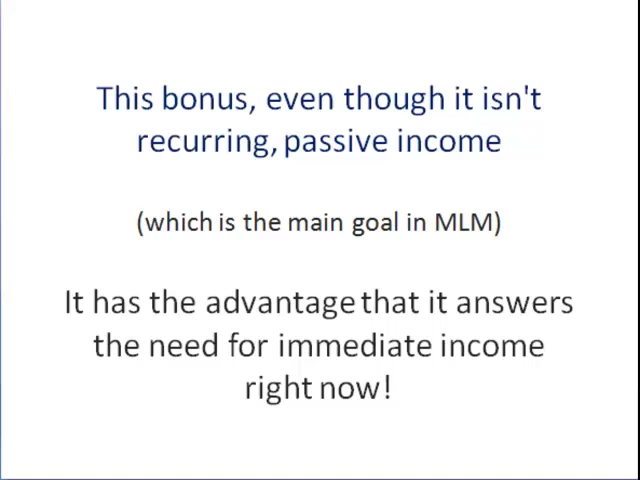 This bonus, even though it isn't
recurring, passive income
(which is the main goal in MLM)
It has the advantage that it answers
the need for immediate income
right now!